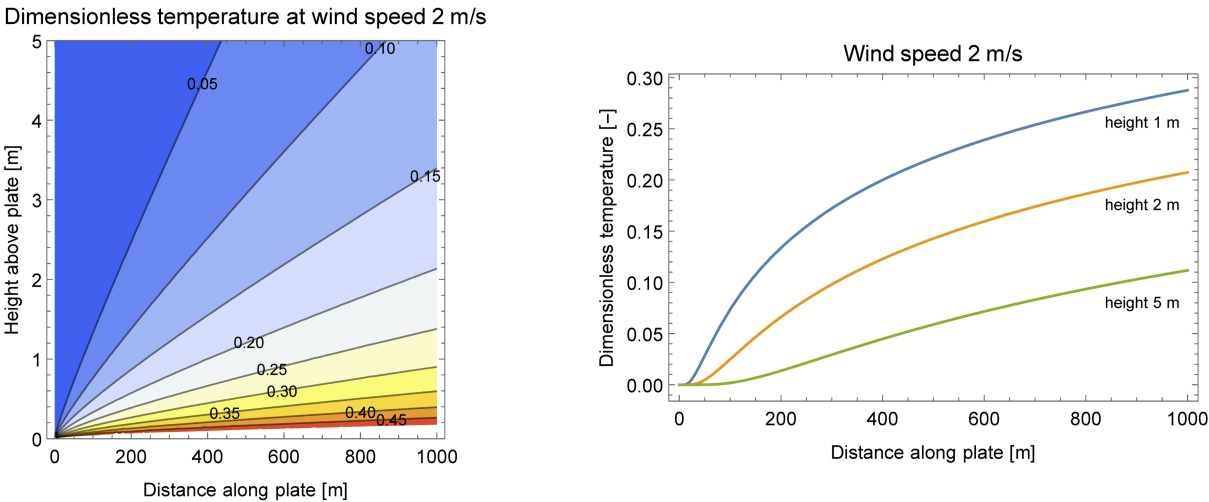 Dimensionless temperature at wind speed 2 m/s
5
4
3
2
1
0
Height above plate [m]
0.05
0.10
0.15
0.20
0.25
0.30
0.35
0.40
0.45
0 200 400 600 800 1000
Distance along plate [m]
Wind speed 2 m/s
0.30
0.25
0.20
0.15
0.10
0.05
0.00
Dimensionless temperature [−]
height 1 m
height 2 m
height 5 m
0 200 400 600 800 1000
Distance along plate [m]